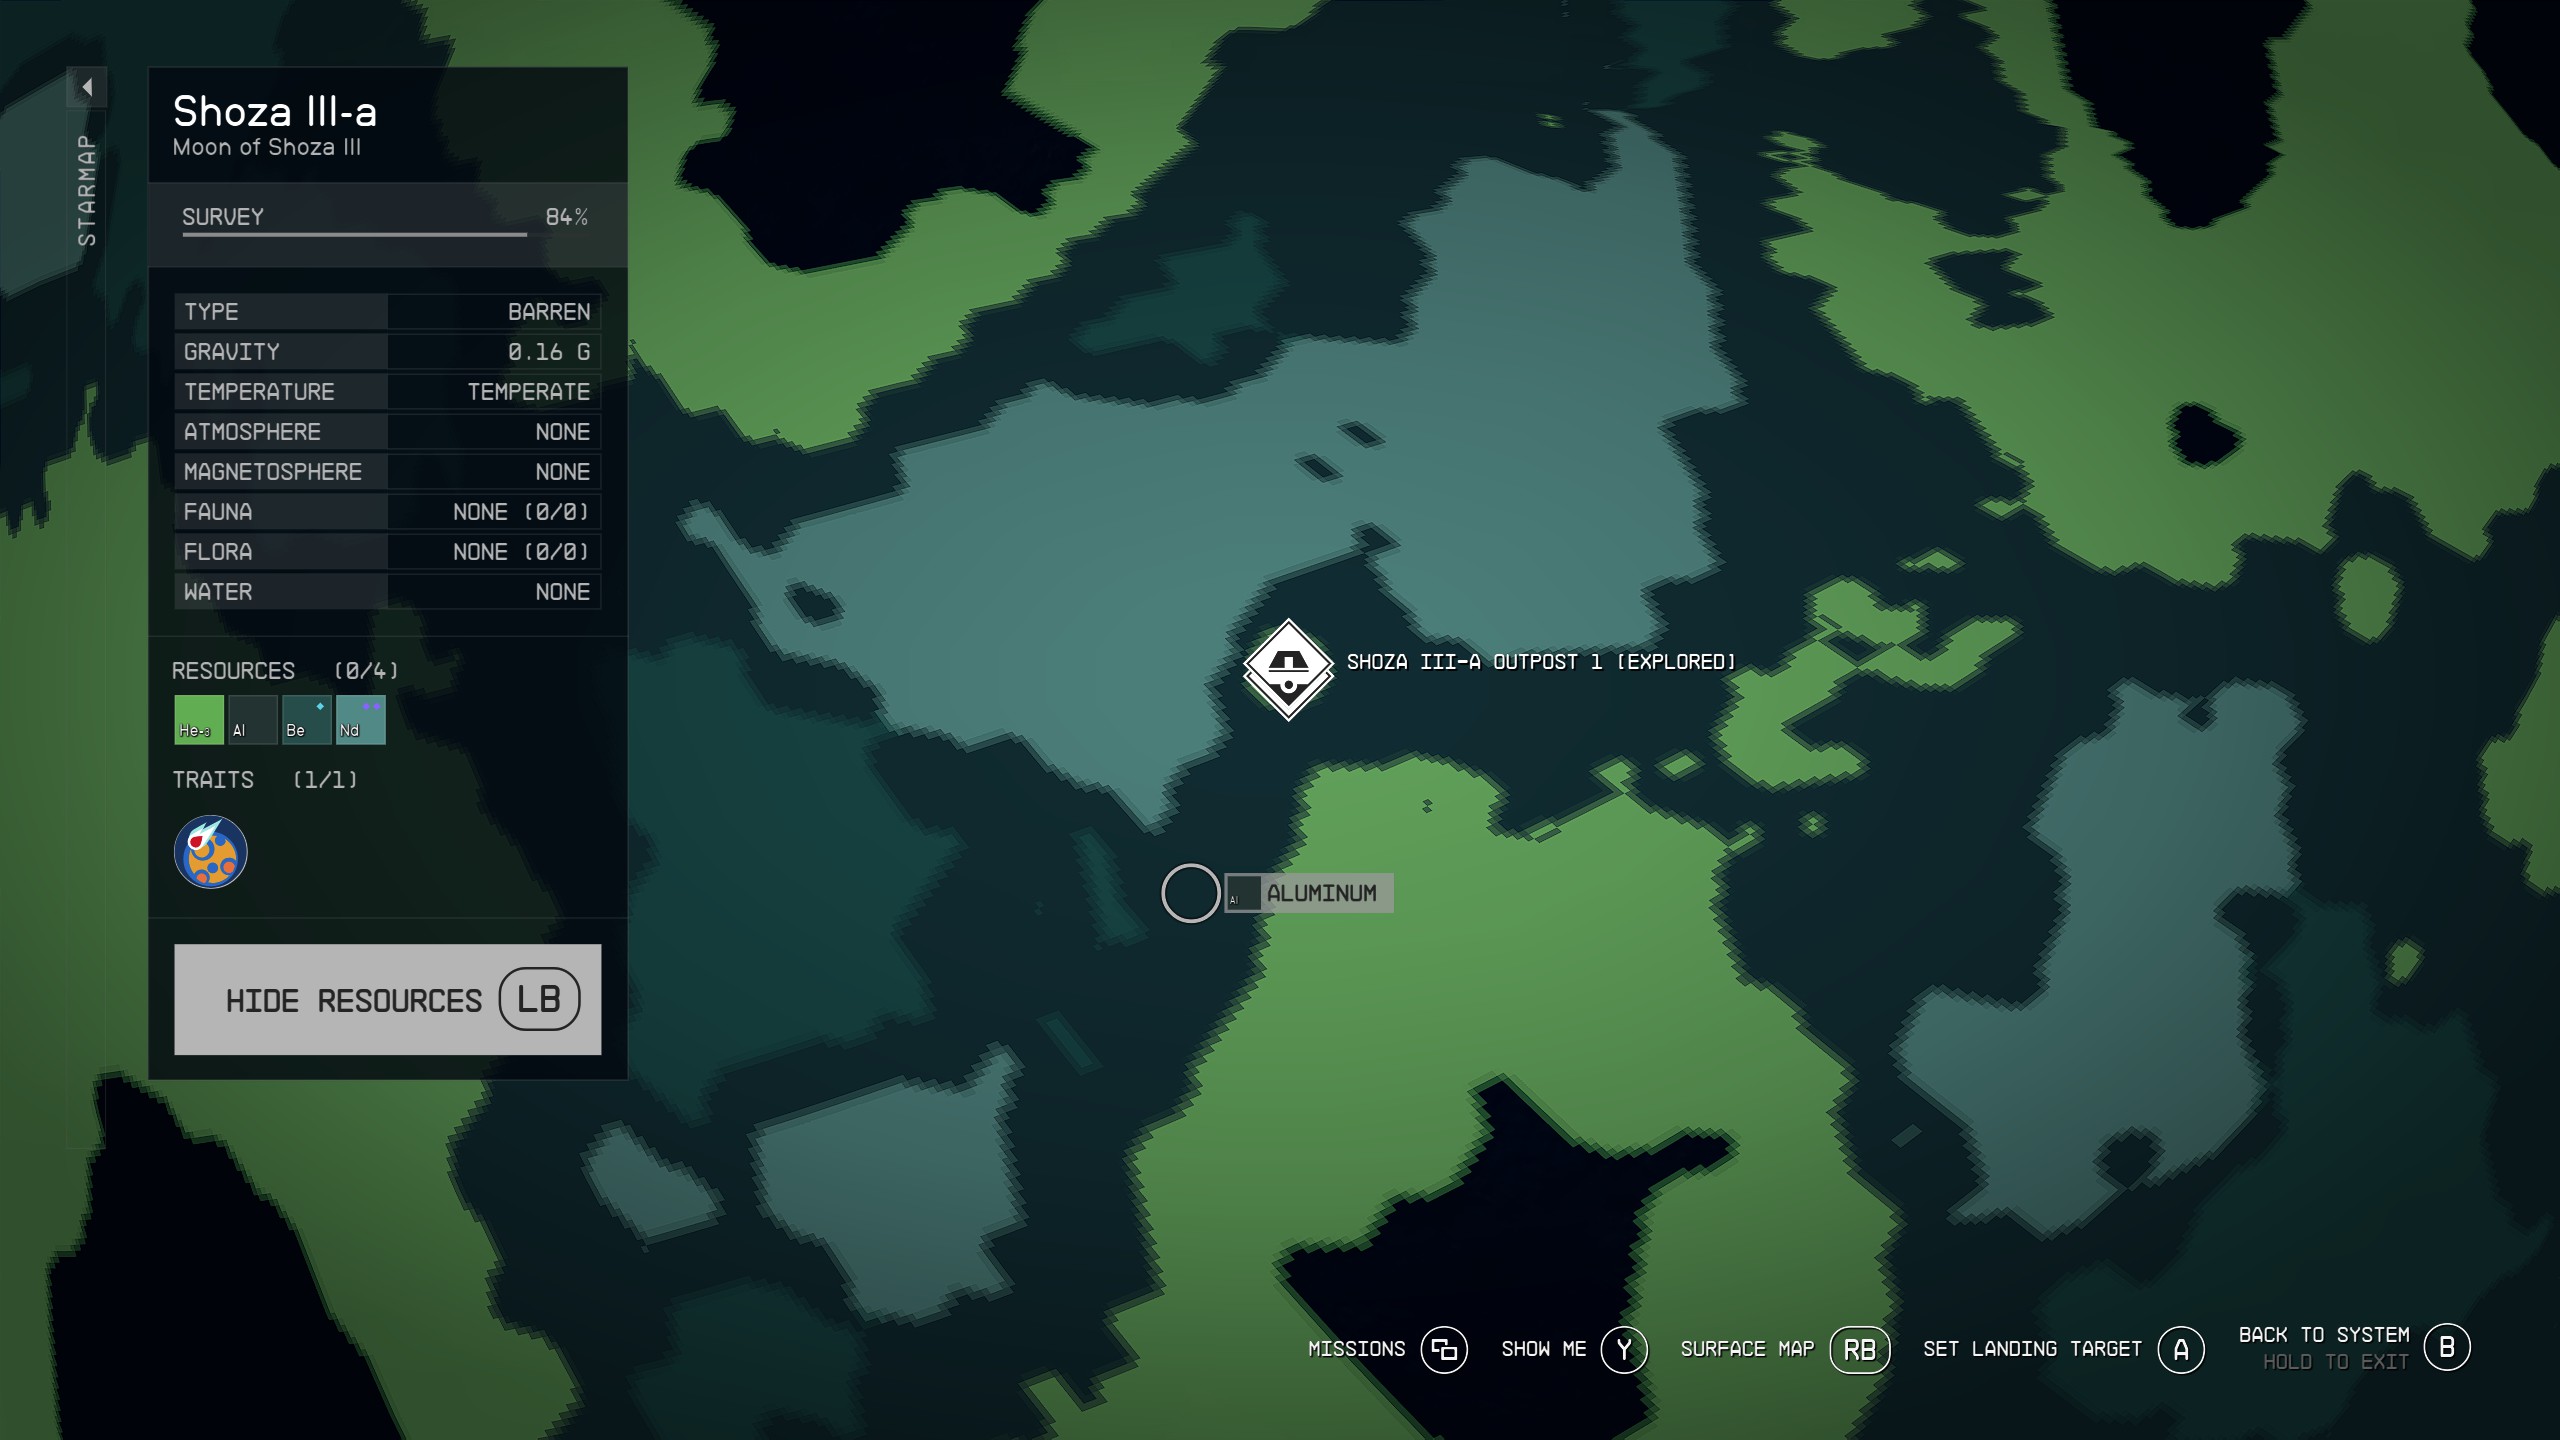 STARMAP
Shoza III-a
Moon of Shoza III
SURVEY 84%
TYPE BARREN
GRAVITY 0.16 G
TEMPERATURE TEMPERATE
ATMOSPHERE NONE
MAGNETOSPHERE NONE
FAUNA NONE (0/0)
FLORA NONE (0/0)
WATER NONE
RESOURCES (0/4)
He-3 Al Be Nd
TRAITS (1/1)
HIDE RESOURCES LB
SHOZA III-A OUTPOST 1 [EXPLORED]
Al ALUMINUM
MISSIONS SHOW ME Y SURFACE MAP RB SET LANDING TARGET A BACK TO SYSTEM B
HOLD TO EXIT